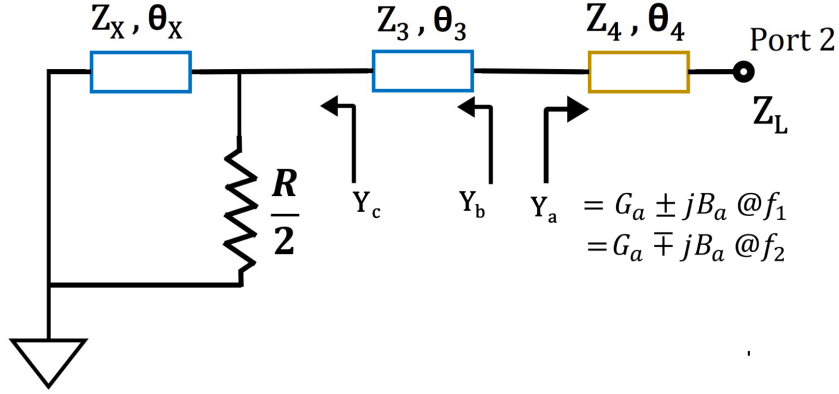 Z_X , θ_X
Z_3 , θ_3
Z_4 , θ_4
Port 2
Z_L
R
2
Y_c
Y_b
Y_a
= G_a ± jB_a @f_1
=G_a ∓ jB_a @f_2